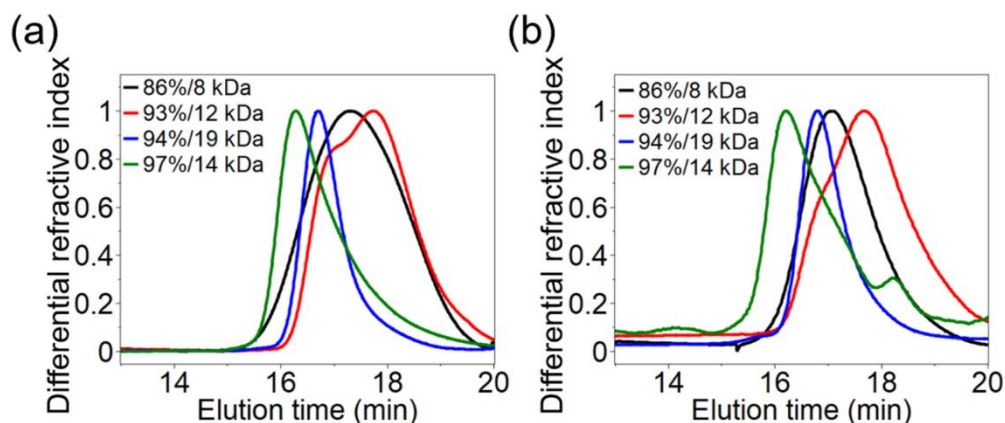 (a)
Differential refractive index
86%/8 kDa
93%/12 kDa
94%/19 kDa
97%/14 kDa
1
0.8
0.6
0.4
0.2
0
14 16 18 20
Elution time (min)
(b)
Differential refractive index
86%/8 kDa
93%/12 kDa
94%/19 kDa
97%/14 kDa
1
0.8
0.6
0.4
0.2
0
14 16 18 20
Elution time (min)